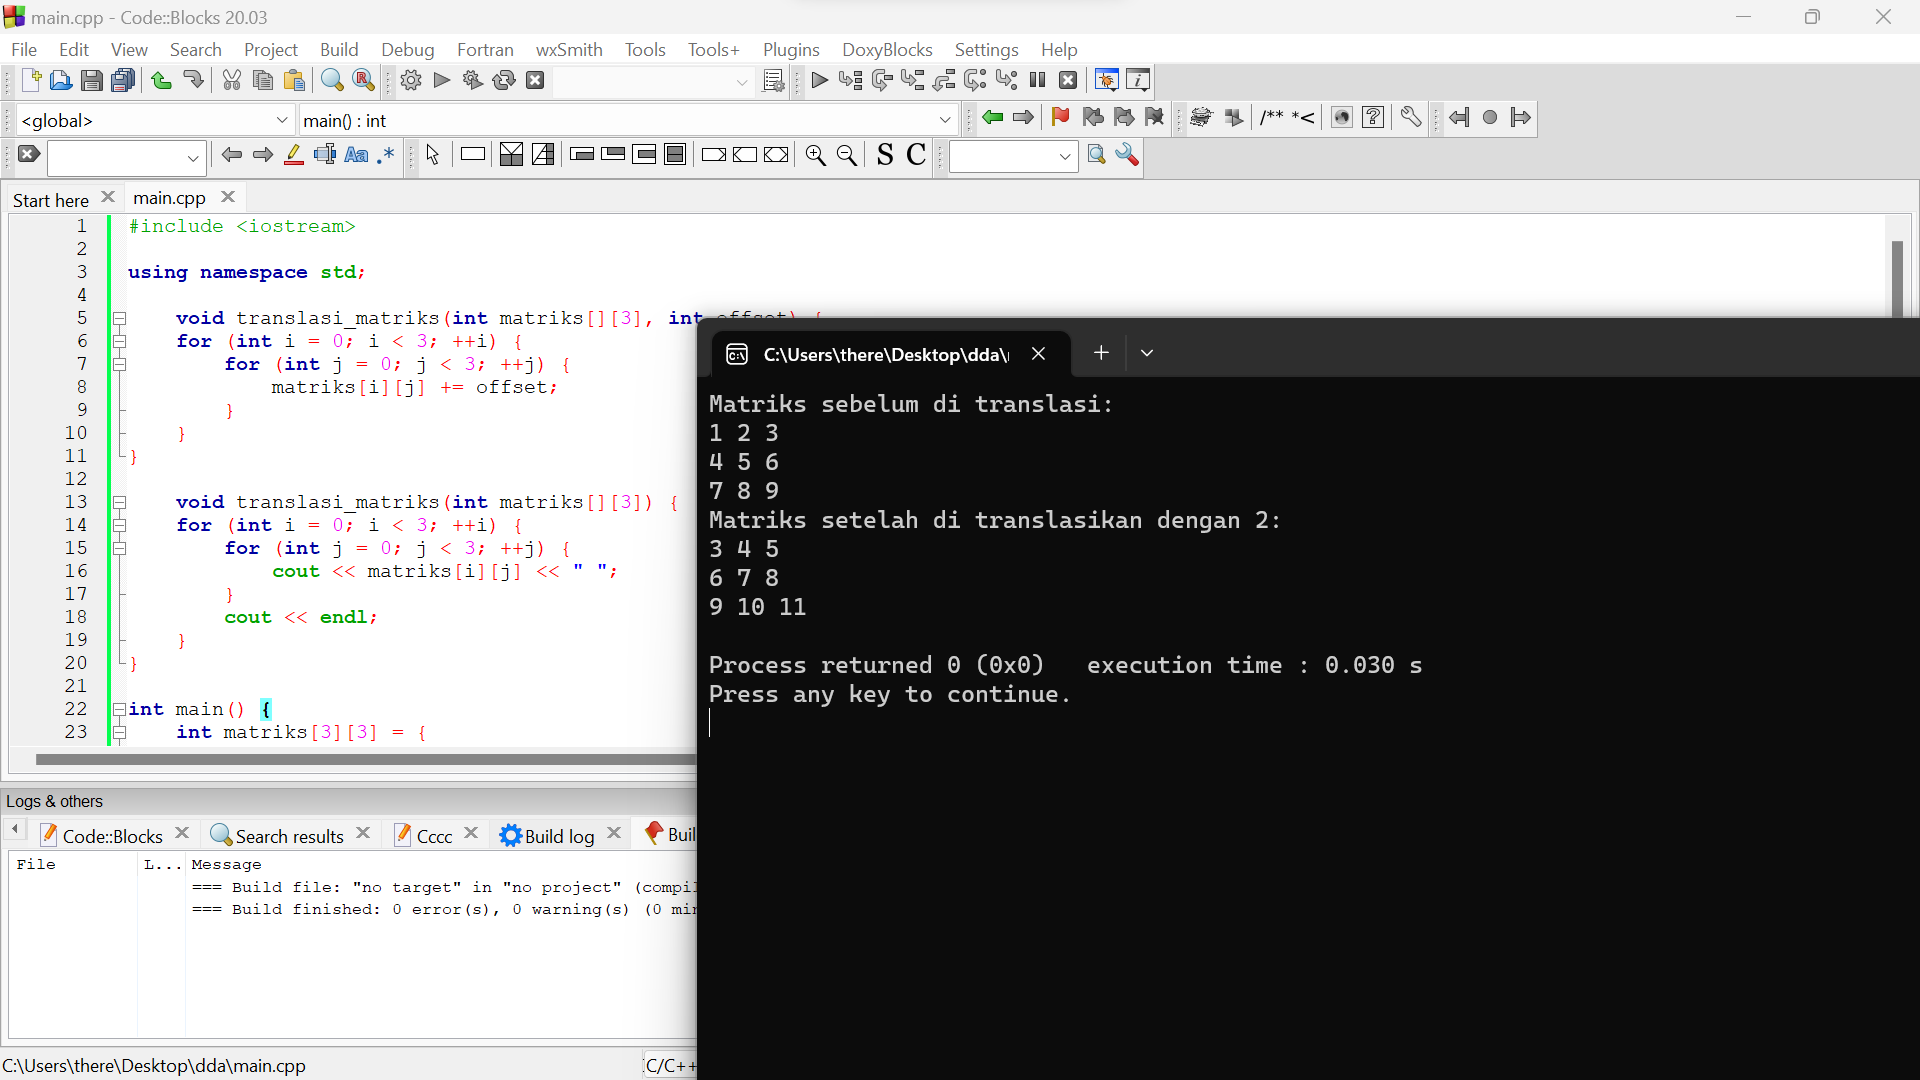 main.cpp - Code::Blocks 20.03
File Edit View Search Project Build Debug Fortran wxSmith Tools Tools+ Plugins DoxyBlocks Settings Help
<global> main() : int
/** *<
Aa .* S C
Start here main.cpp
1 #include <iostream>
2
3 using namespace std;
4
5 void translasi_matriks(int matriks[][3], int offset) {
6 for (int i = 0; i < 3; ++i) {
7 for (int j = 0; j < 3; ++j) {
8 matriks[i][j] += offset;
9 }
10 }
11 }
12
13 void translasi_matriks(int matriks[][3]) {
14 for (int i = 0; i < 3; ++i) {
15 for (int j = 0; j < 3; ++j) {
16 cout << matriks[i][j] << " ";
17 }
18 cout << endl;
19 }
20 }
21
22 int main() {
23 int matriks[3][3] = {
C:\Users\there\Desktop\dda\
Matriks sebelum di translasi:
1 2 3
4 5 6
7 8 9
Matriks setelah di translasikan dengan 2:
3 4 5
6 7 8
9 10 11
Process returned 0 (0x0) execution time : 0.030 s
Press any key to continue.
Logs & others
Code::Blocks Search results Cccc Build log Buil
File L... Message
=== Build file: "no target" in "no project" (compil
=== Build finished: 0 error(s), 0 warning(s) (0 min
C:\Users\there\Desktop\dda\main.cpp C/C++